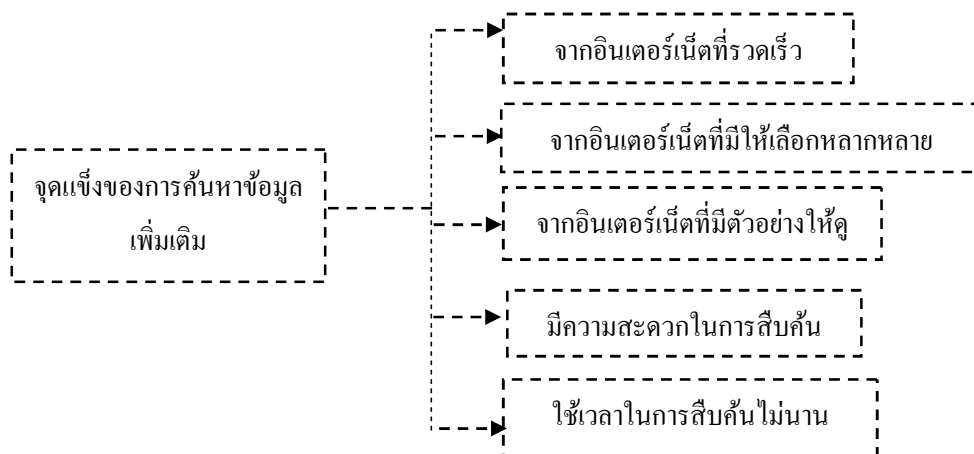 จุดแข็งของการค้นหาข้อมูล
เพิ่มเติม
จากอินเตอร์เน็ตที่รวดเร็ว
จากอินเตอร์เน็ตที่มีให้เลือกหลากหลาย
จากอินเตอร์เน็ตที่มีตัวอย่างให้ดู
มีความสะดวกในการสืบค้น
ใช้เวลาในการสืบค้นไม่นาน